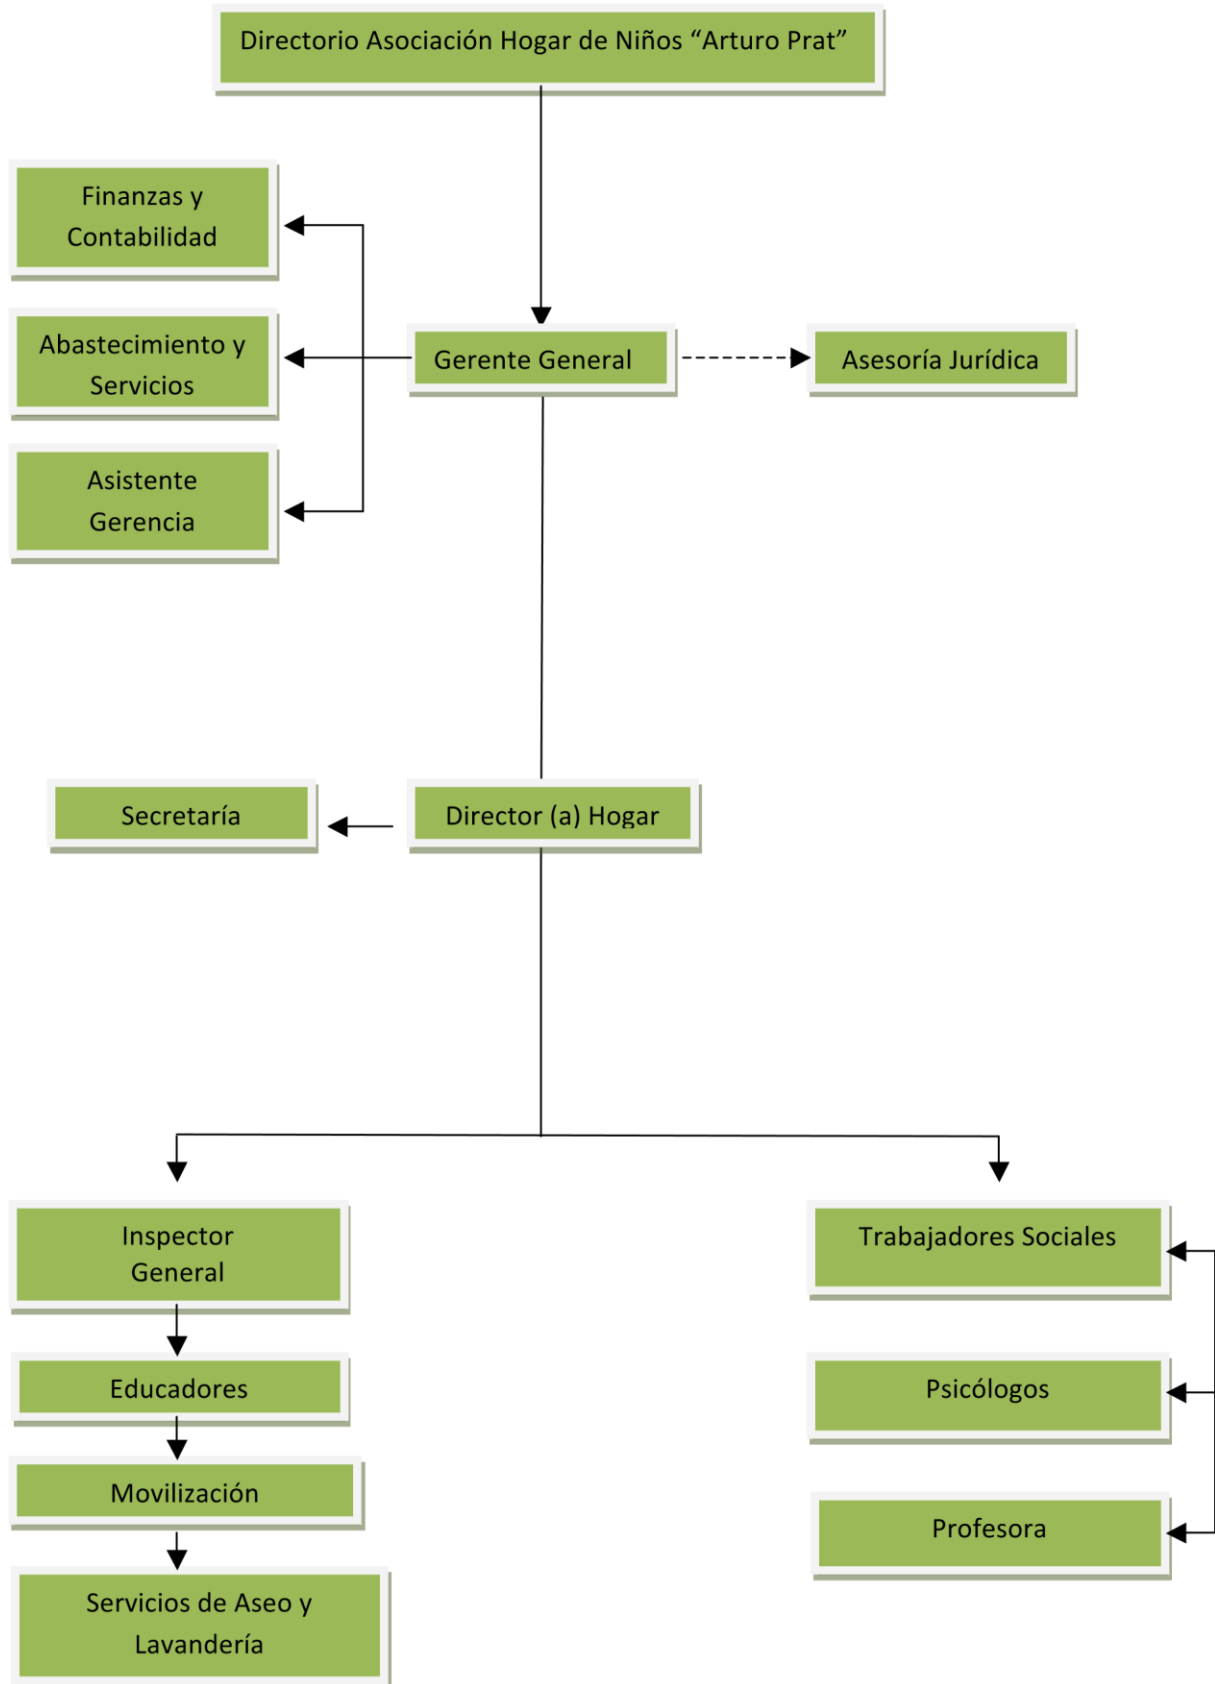 Directorio Asociación Hogar de Niños “Arturo Prat”
Finanzas y
Contabilidad
Abastecimiento y
Servicios
Gerente General
Asesoría Jurídica
Asistente
Gerencia
Secretaría
Director (a) Hogar
Inspector
General
Educadores
Movilización
Servicios de Aseo y
Lavandería
Trabajadores Sociales
Psicólogos
Profesora